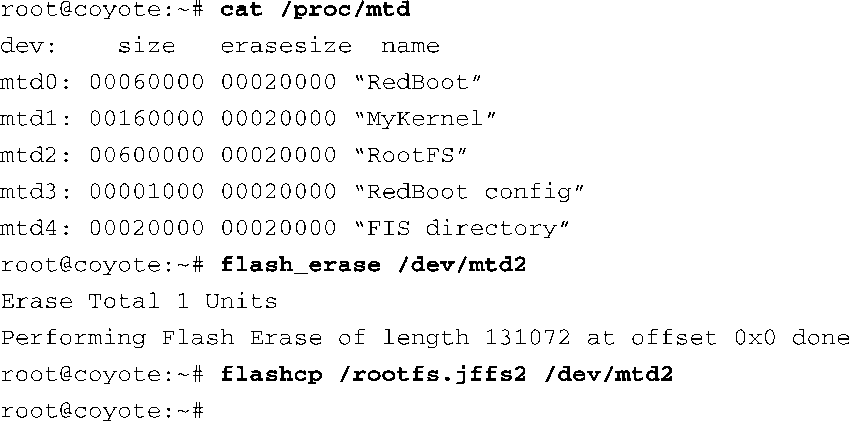 root@coyote:~# cat /proc/mtd
dev:    size   erasesize  name
mtd0: 00060000 00020000 “RedBoot”
mtd1: 00160000 00020000 “MyKernel”
mtd2: 00600000 00020000 “RootFS”
mtd3: 00001000 00020000 “RedBoot config”
mtd4: 00020000 00020000 “FIS directory”
root@coyote:~# flash_erase /dev/mtd2
Erase Total 1 Units
Performing Flash Erase of length 131072 at offset 0x0 done
root@coyote:~# flashcp /rootfs.jffs2 /dev/mtd2
root@coyote:~#